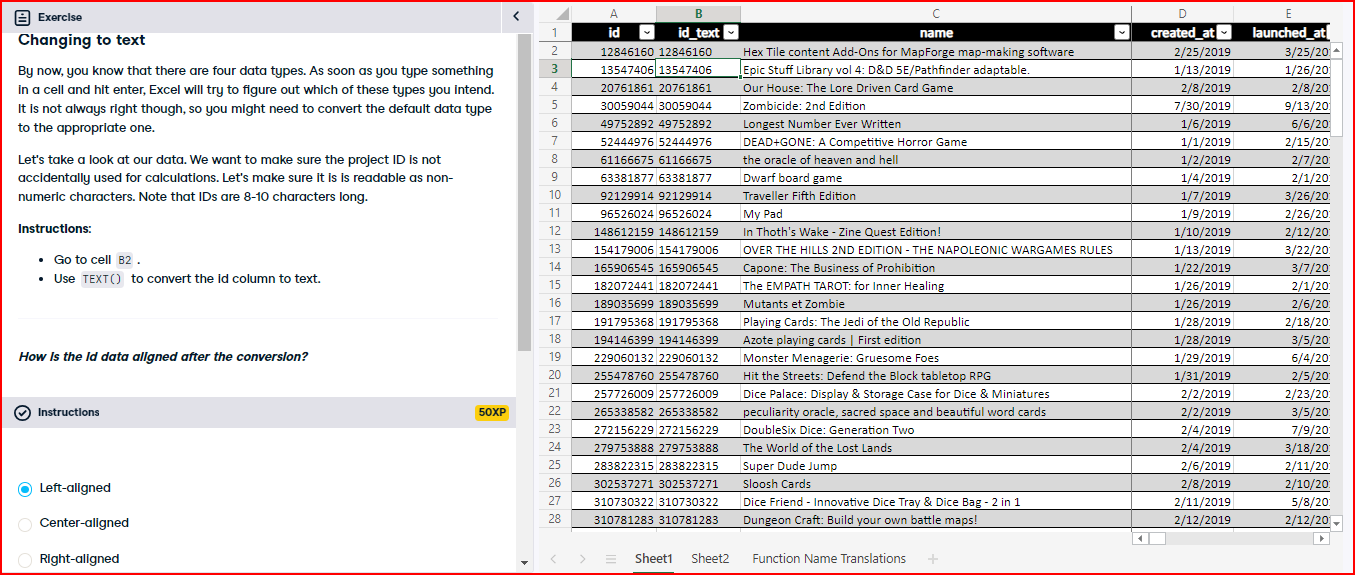 Exercise
Changing to text
By now, you know that there are four data types. As soon as you type something
in a cell and hit enter, Excel will try to figure out which of these types you intend.
It is not always right though, so you might need to convert the default data type
to the appropriate one.
Let's take a look at our data. We want to make sure the project ID is not
accidentally used for calculations. Let's make sure it is is readable as non-
numeric characters. Note that IDs are 8-10 characters long.
Instructions:
• Go to cell B2 .
• Use TEXT() to convert the id column to text.
How is the id data aligned after the conversion?
Instructions 50XP
Left-aligned
Center-aligned
Right-aligned
A B C D E
1 id id_text name created_at launched_at
2 12846160 12846160 Hex Tile content Add-Ons for MapForge map-making software 2/25/2019 3/25/20
3 13547406 13547406 Epic Stuff Library vol 4: D&D 5E/Pathfinder adaptable. 1/13/2019 1/26/20
4 20761861 20761861 Our House: The Lore Driven Card Game 2/8/2019 2/8/20
5 30059044 30059044 Zombicide: 2nd Edition 7/30/2019 9/13/20
6 49752892 49752892 Longest Number Ever Written 1/6/2019 6/6/20
7 52444976 52444976 DEAD+GONE: A Competitive Horror Game 1/1/2019 2/15/20
8 61166675 61166675 the oracle of heaven and hell 1/2/2019 2/7/20
9 63381877 63381877 Dwarf board game 1/4/2019 2/1/20
10 92129914 92129914 Traveller Fifth Edition 1/7/2019 3/26/20
11 96526024 96526024 My Pad 1/9/2019 2/26/20
12 148612159 148612159 In Thoth's Wake - Zine Quest Edition! 1/10/2019 2/12/20
13 154179006 154179006 OVER THE HILLS 2ND EDITION - THE NAPOLEONIC WARGAMES RULES 1/13/2019 3/22/20
14 165906545 165906545 Capone: The Business of Prohibition 1/22/2019 3/7/20
15 182072441 182072441 The EMPATH TAROT: for Inner Healing 1/26/2019 2/1/20
16 189035699 189035699 Mutants et Zombie 1/26/2019 2/6/20
17 191795368 191795368 Playing Cards: The Jedi of the Old Republic 1/28/2019 2/18/20
18 194146399 194146399 Azote playing cards | First edition 1/28/2019 3/5/20
19 229060132 229060132 Monster Menagerie: Gruesome Foes 1/29/2019 6/4/20
20 255478760 255478760 Hit the Streets: Defend the Block tabletop RPG 1/31/2019 2/5/20
21 257726009 257726009 Dice Palace: Display & Storage Case for Dice & Miniatures 2/2/2019 2/23/20
22 265338582 265338582 peculiarity oracle, sacred space and beautiful word cards 2/2/2019 3/5/20
23 272156229 272156229 DoubleSix Dice: Generation Two 2/4/2019 7/9/20
24 279753888 279753888 The World of the Lost Lands 2/4/2019 3/18/20
25 283822315 283822315 Super Dude Jump 2/6/2019 2/11/20
26 302537271 302537271 Sloosh Cards 2/8/2019 2/10/20
27 310730322 310730322 Dice Friend - Innovative Dice Tray & Dice Bag - 2 in 1 2/11/2019 5/8/20
28 310781283 310781283 Dungeon Craft: Build your own battle maps! 2/12/2019 2/12/20
Sheet1 Sheet2 Function Name Translations